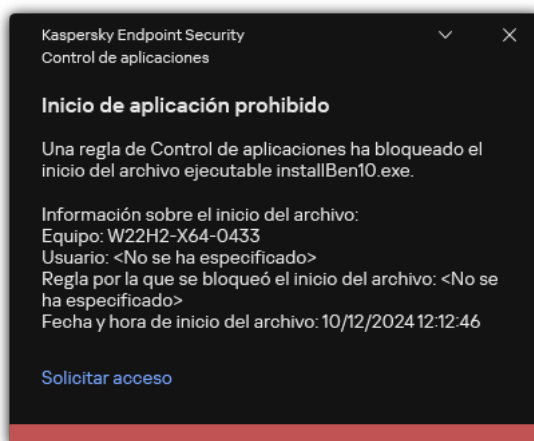 Kaspersky Endpoint Security
Control de aplicaciones
Inicio de aplicación prohibido
Una regla de Control de aplicaciones ha bloqueado el
inicio del archivo ejecutable installBen10.exe.
Información sobre el inicio del archivo:
Equipo: W22H2-X64-0433
Usuario: <No se ha especificado>
Regla por la que se bloqueó el inicio del archivo: <No se
ha especificado>
Fecha y hora de inicio del archivo: 10/12/2024 12:12:46
Solicitar acceso